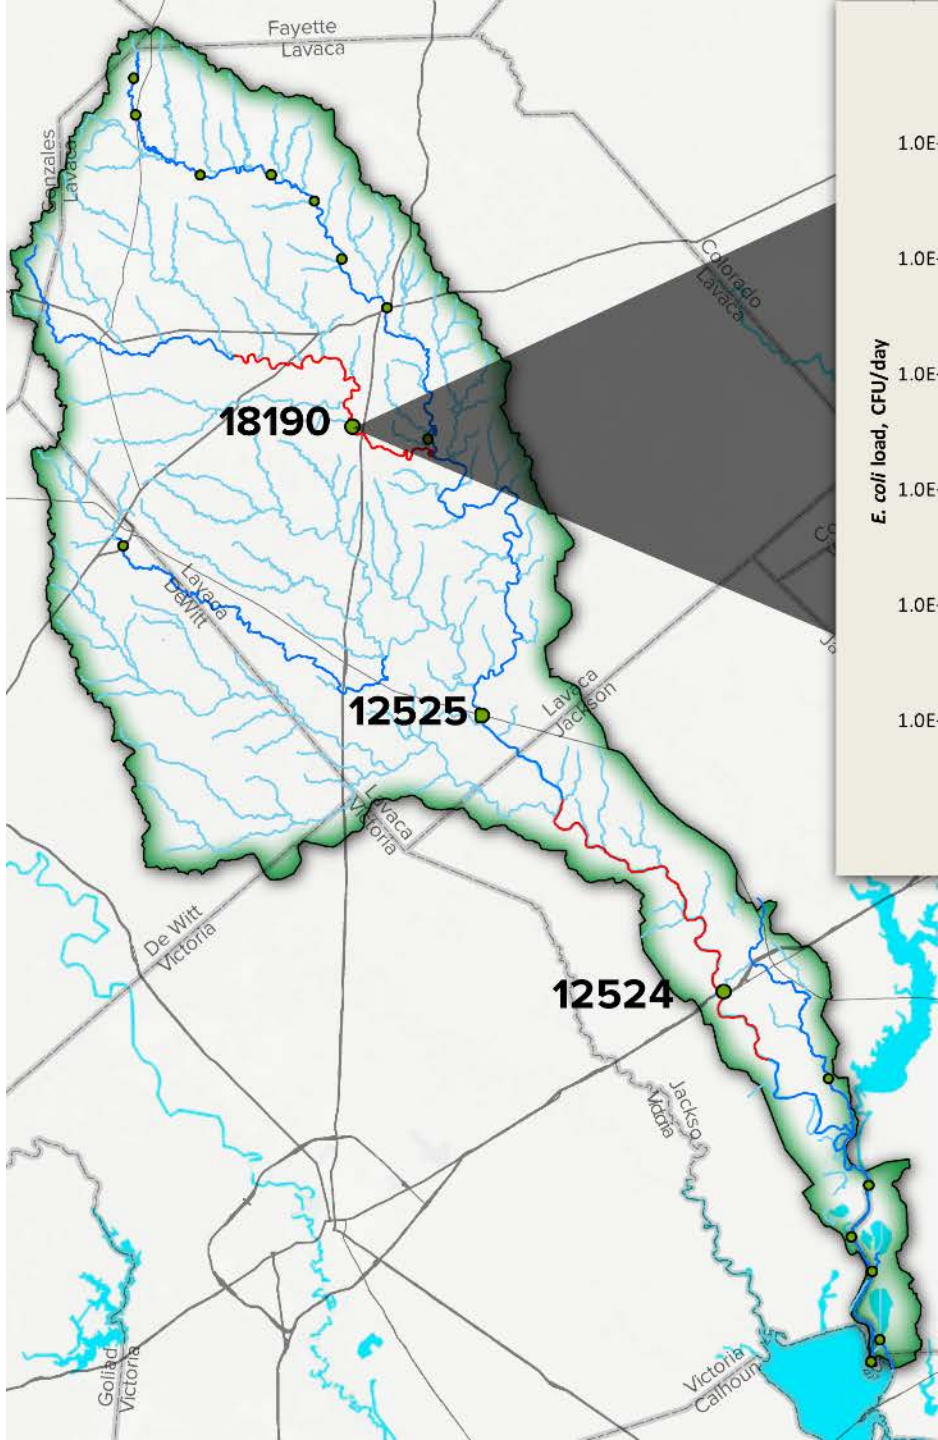 Fayette
Lavaca
Gonzales
Lavaca
1.0E-
1.0E-
Colorado
Lavaca
1.0E-
E. coli load, CFU/day
18190
1.0E-
Lavaca
DeWitt
1.0E-
Lavaca
Jackson
12525
1.0E-
Lavaca
Victoria
De Witt
Victoria
12524
Goliad
Victoria
Victoria
Calhoun